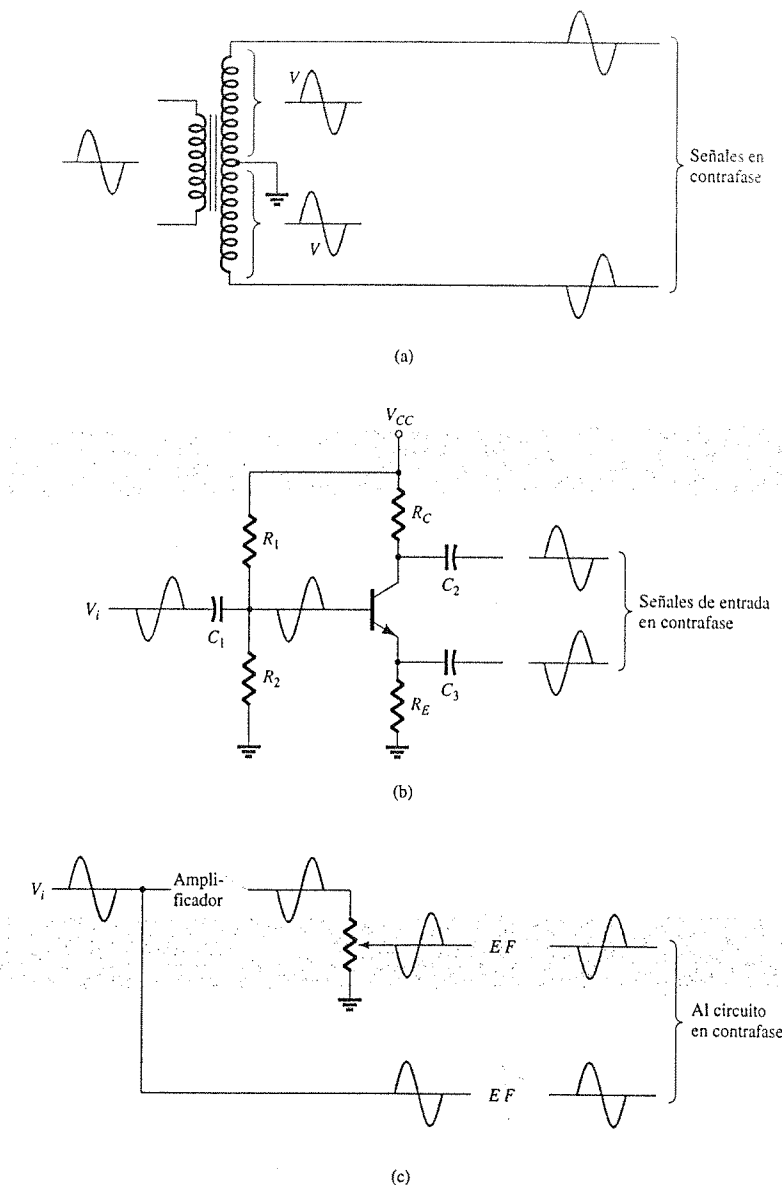 V
V
Señales en
contrafase
(a)
V_CC
R_C
R_1
C_2
V_i
C_1
Señales de entrada
en contrafase
R_2
C_3
R_E
(b)
V_i
Ampli-
ficador
E F
Al circuito
en contrafase
E F
(c)